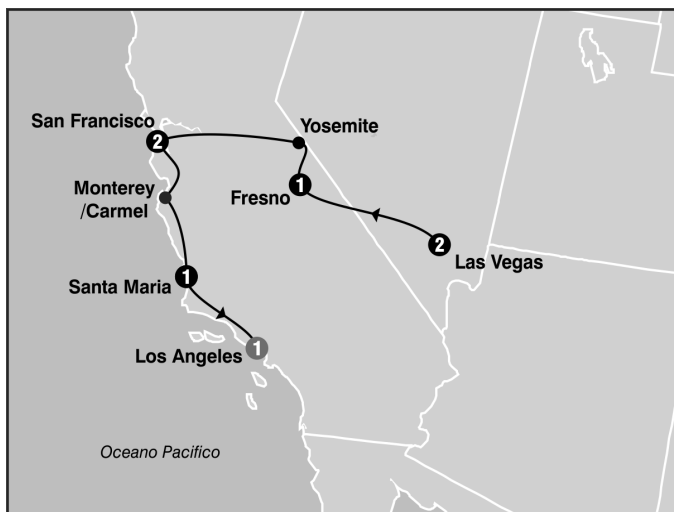 San Francisco
2
Yosemite
Monterey
/Carmel
Fresno
1
2
Las Vegas
Santa Maria
1
Los Angeles
1
Oceano Pacifico